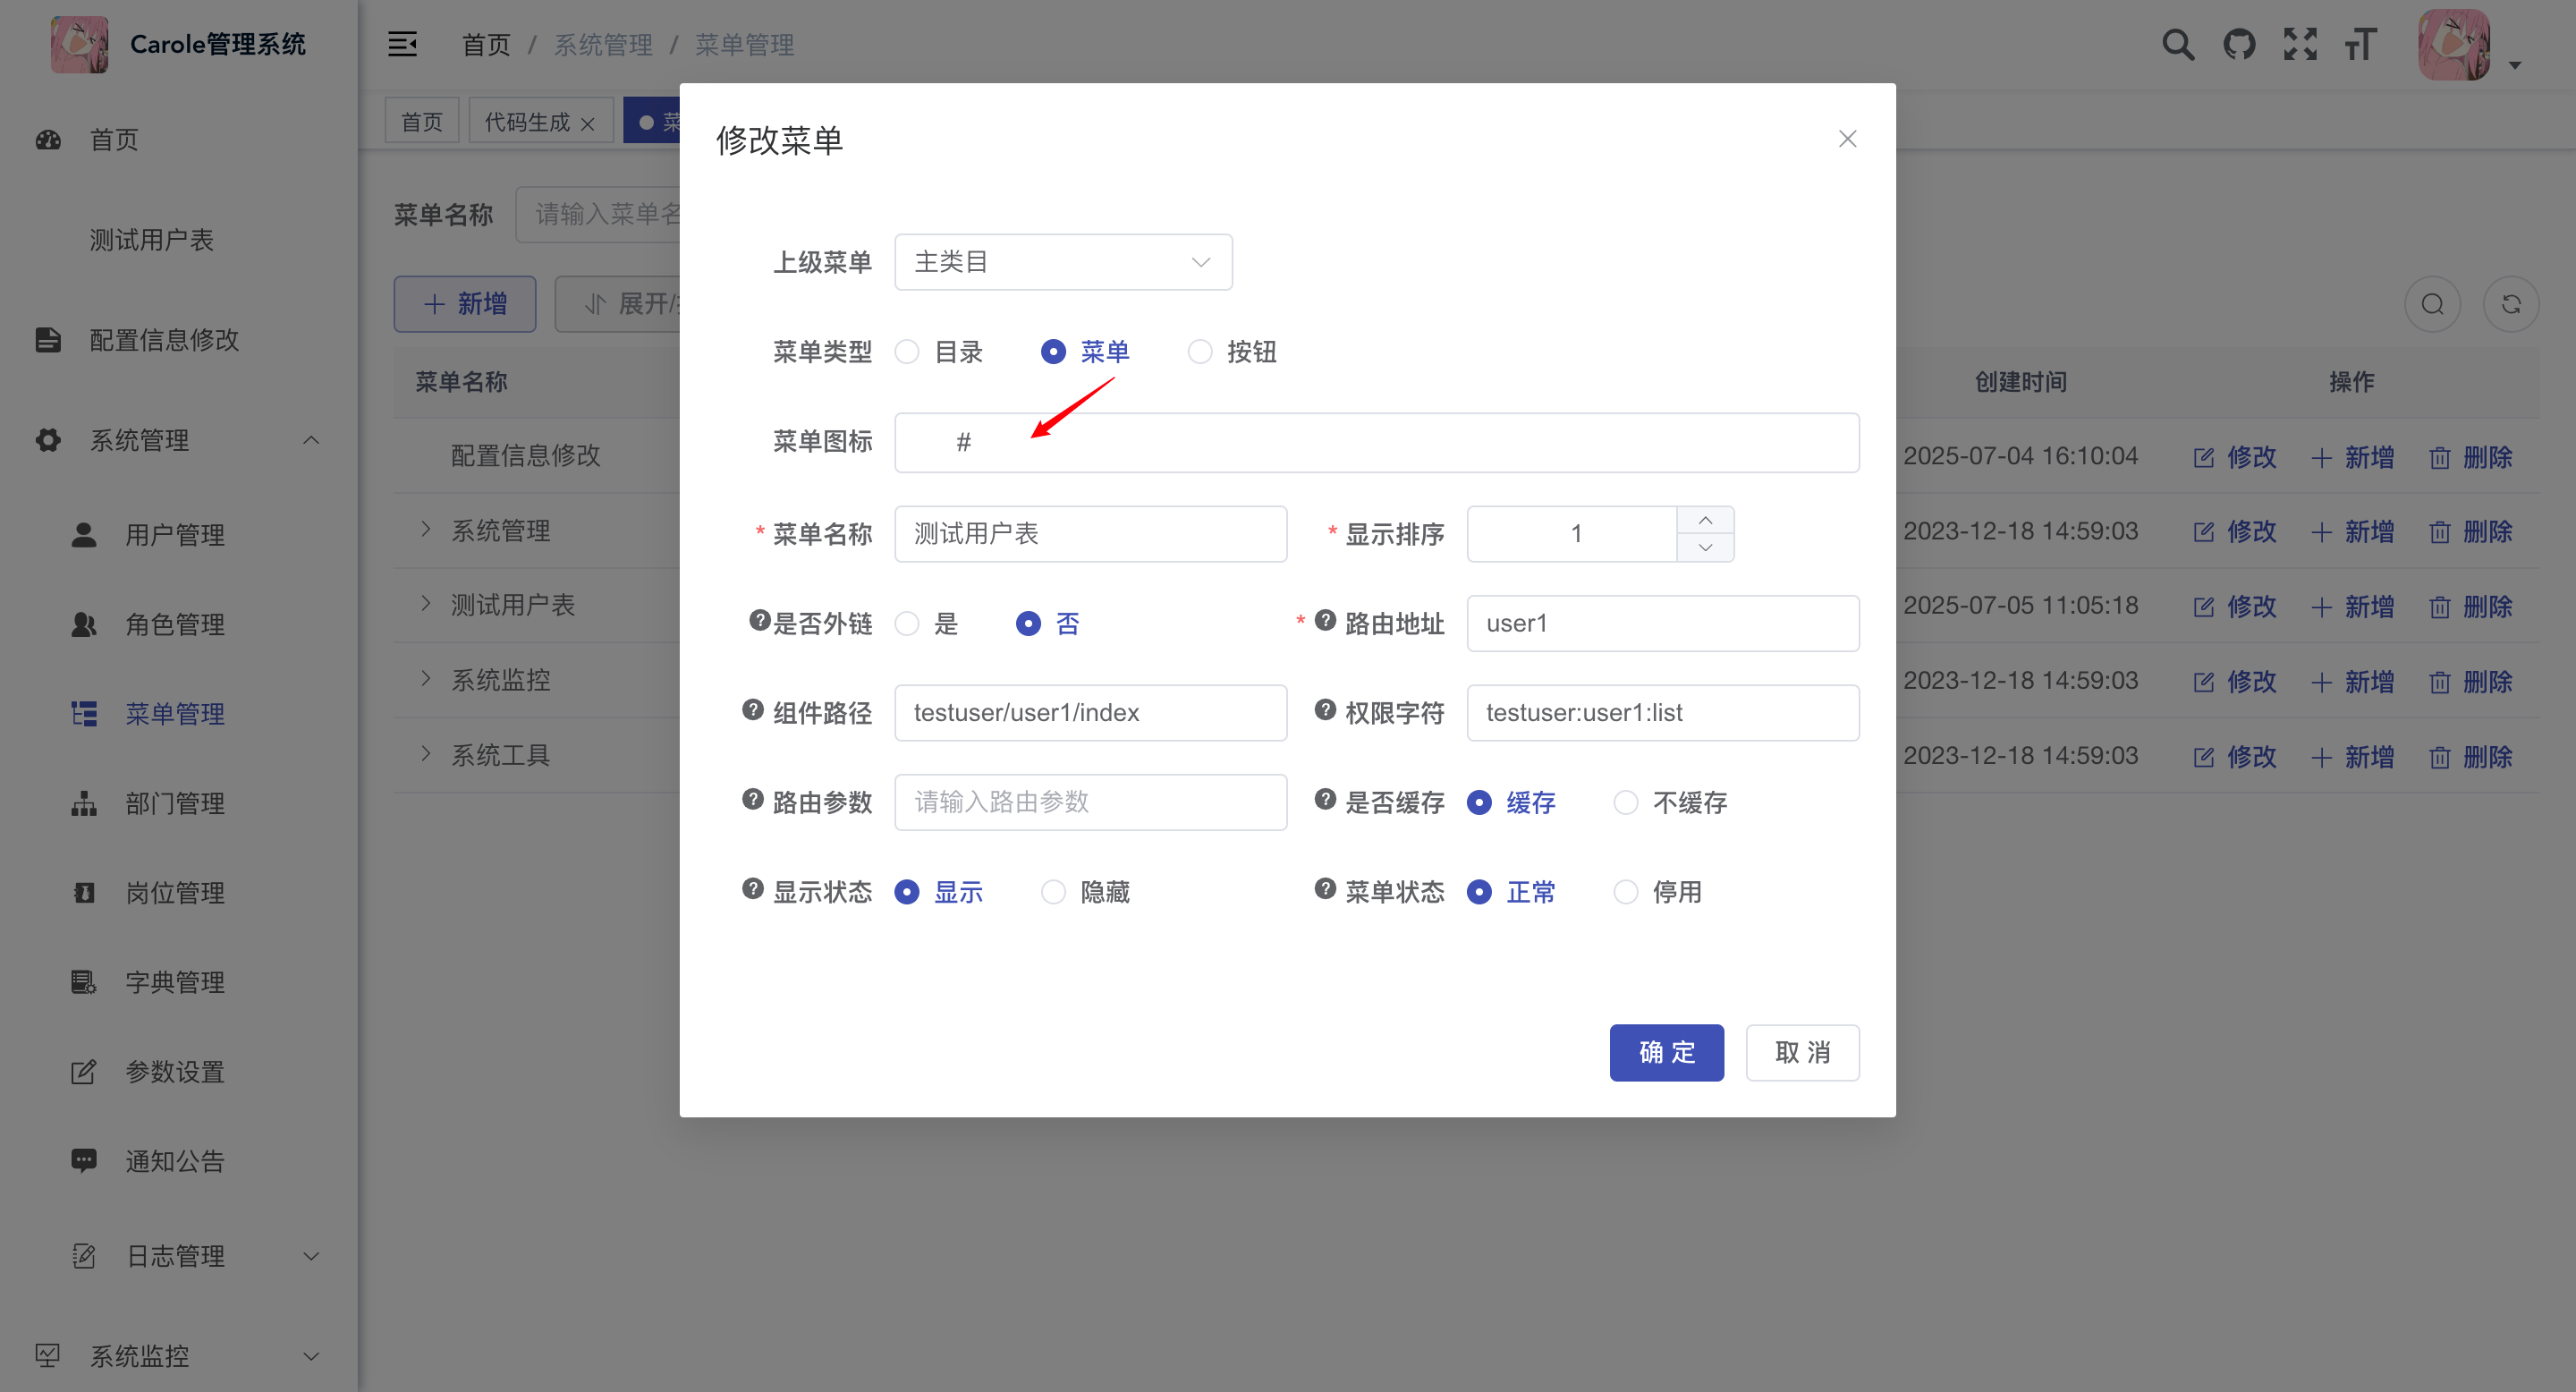 Carole管理系统
首页 / 系统管理 / 菜单管理
首页
测试用户表
配置信息修改
系统管理
用户管理
角色管理
菜单管理
部门管理
岗位管理
字典管理
参数设置
通知公告
日志管理
系统监控
首页
代码生成
菜单名称
请输入菜单名
新增
展开/
菜单名称
创建时间
操作
配置信息修改
2025-07-04 16:10:04 修改 新增 删除
系统管理
2023-12-18 14:59:03 修改 新增 删除
测试用户表
2025-07-05 11:05:18 修改 新增 删除
系统监控
2023-12-18 14:59:03 修改 新增 删除
系统工具
2023-12-18 14:59:03 修改 新增 删除
修改菜单
上级菜单 主类目
菜单类型 目录 菜单 按钮
菜单图标 #
* 菜单名称 测试用户表 * 显示排序 1
是否外链 是 否 * 路由地址 user1
组件路径 testuser/user1/index 权限字符 testuser:user1:list
路由参数 请输入路由参数 是否缓存 缓存 不缓存
显示状态 显示 隐藏 菜单状态 正常 停用
确 定 取 消